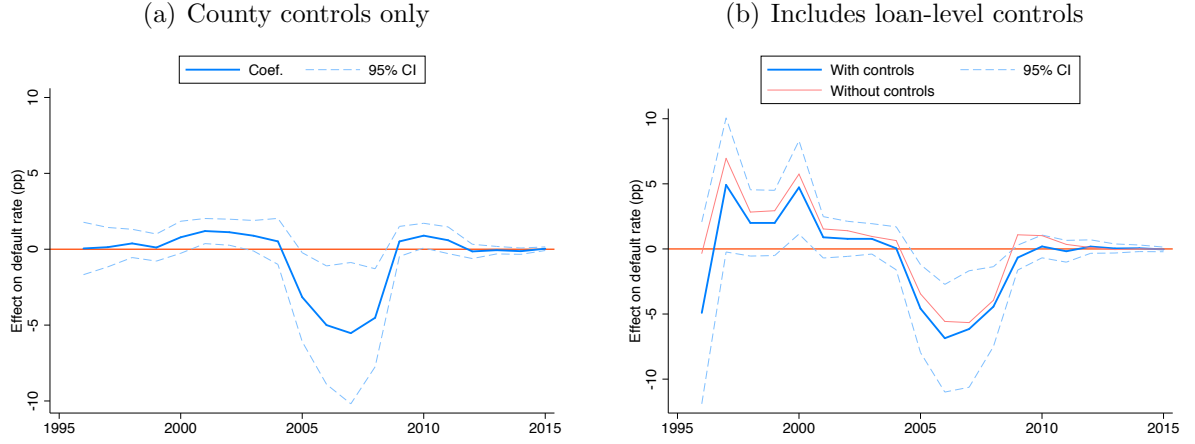 (a) County controls only
Coef.
95% CI
Effect on default rate (pp)
10
5
0
-5
-10
1995
2000
2005
2010
2015
(b) Includes loan-level controls
With controls
95% CI
Without controls
Effect on default rate (pp)
10
5
0
-5
-10
1995
2000
2005
2010
2015